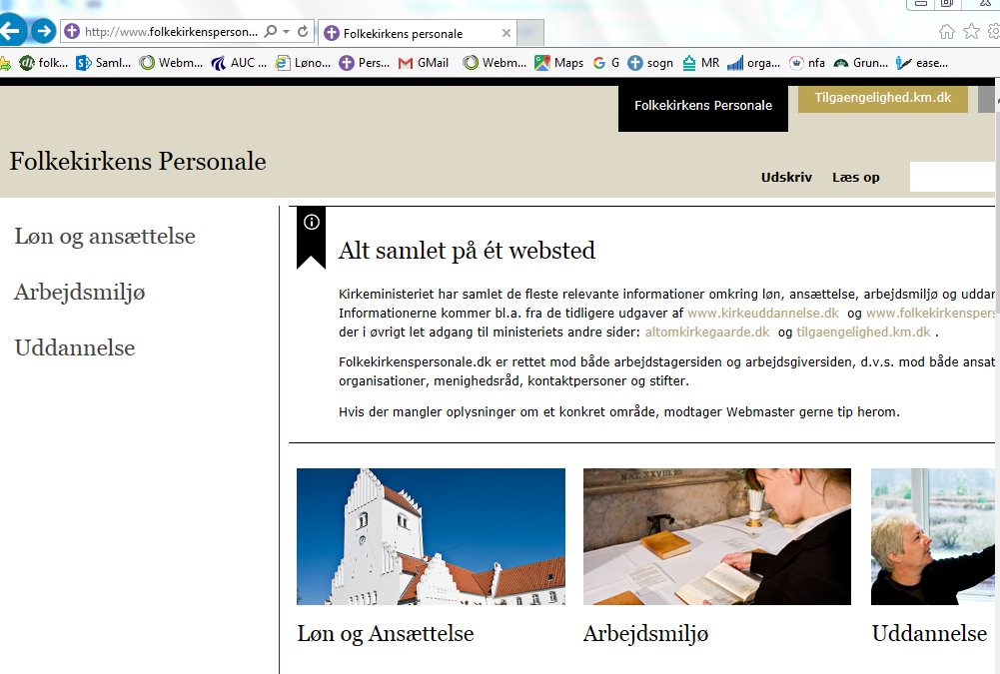 http://www.folkekirkensperson...
Folkekirkens personale
folk...
Saml...
Webm...
AUC ...
Løno...
Pers...
GMail
Webm...
Maps
G
sogn
MR
orga...
nfa
Grun...
ease...
Folkekirkens Personale
Tilgaengelighed.km.dk
Folkekirkens Personale
Udskriv
Læs op
Løn og ansættelse
Arbejdsmiljø
Uddannelse
Alt samlet på ét websted
Kirkeministeriet har samlet de fleste relevante informationer omkring løn, ansættelse, arbejdsmiljø og uddan
Informationerne kommer bl.a. fra de tidligere udgaver af www.kirkeuddannelse.dk og www.folkekirkenspers
der i øvrigt let adgang til ministeriets andre sider: altomkirkegaarde.dk og tilgaengelighed.km.dk .
Folkekirkenspersonale.dk er rettet mod både arbejdstagersiden og arbejdsgiversiden, d.v.s. mod både ansat
organisationer, menighedsråd, kontaktpersoner og stifter.
Hvis der mangler oplysninger om et konkret område, modtager Webmaster gerne tip herom.
Løn og Ansættelse
Arbejdsmiljø
Uddannelse